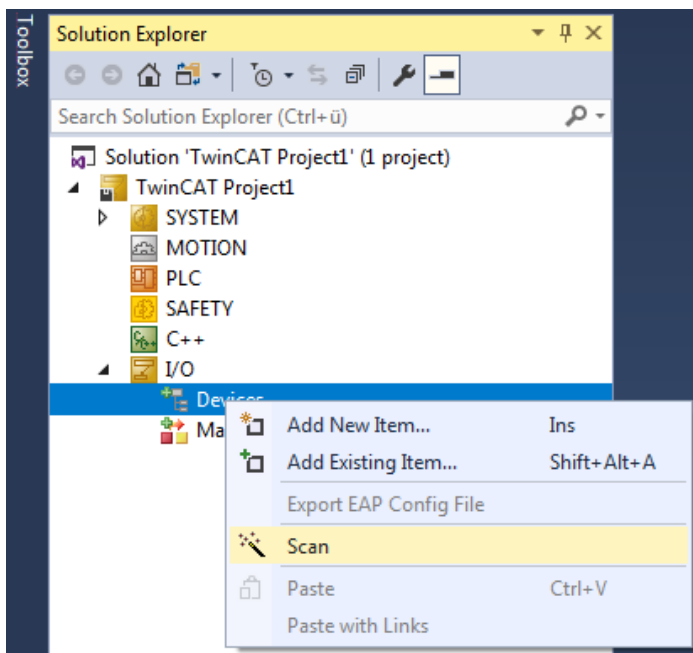 Toolbox
Solution Explorer
Search Solution Explorer (Ctrl+ü)
Solution 'TwinCAT Project1' (1 project)
TwinCAT Project1
SYSTEM
MOTION
PLC
SAFETY
C++
I/O
Devices
Ma
Add New Item... Ins
Add Existing Item... Shift+Alt+A
Export EAP Config File
Scan
Paste Ctrl+V
Paste with Links